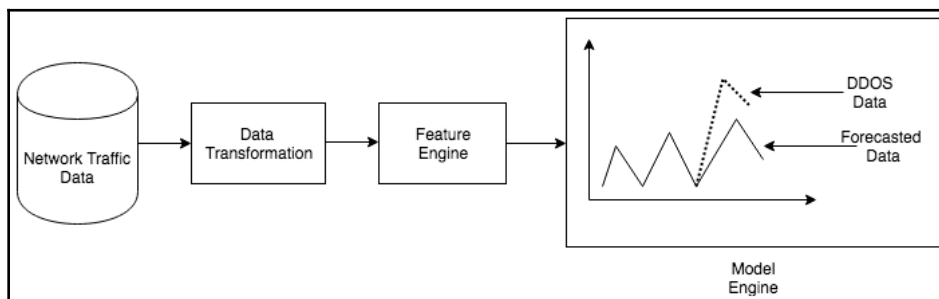 Network Traffic
Data
Data
Transformation
Feature
Engine
DDOS
Data
Forecasted
Data
Model
Engine